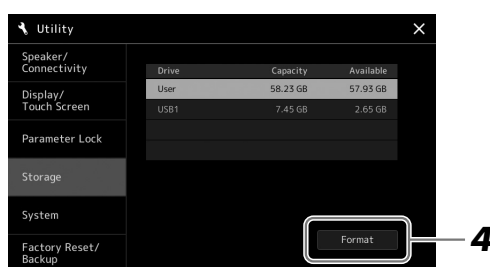 Utility
Speaker/
Connectivity
Display/
Touch Screen
Parameter Lock
Storage
System
Factory Reset/
Backup
Drive Capacity Available
User 58.23 GB 57.93 GB
USB1 7.45 GB 2.65 GB
Format
4